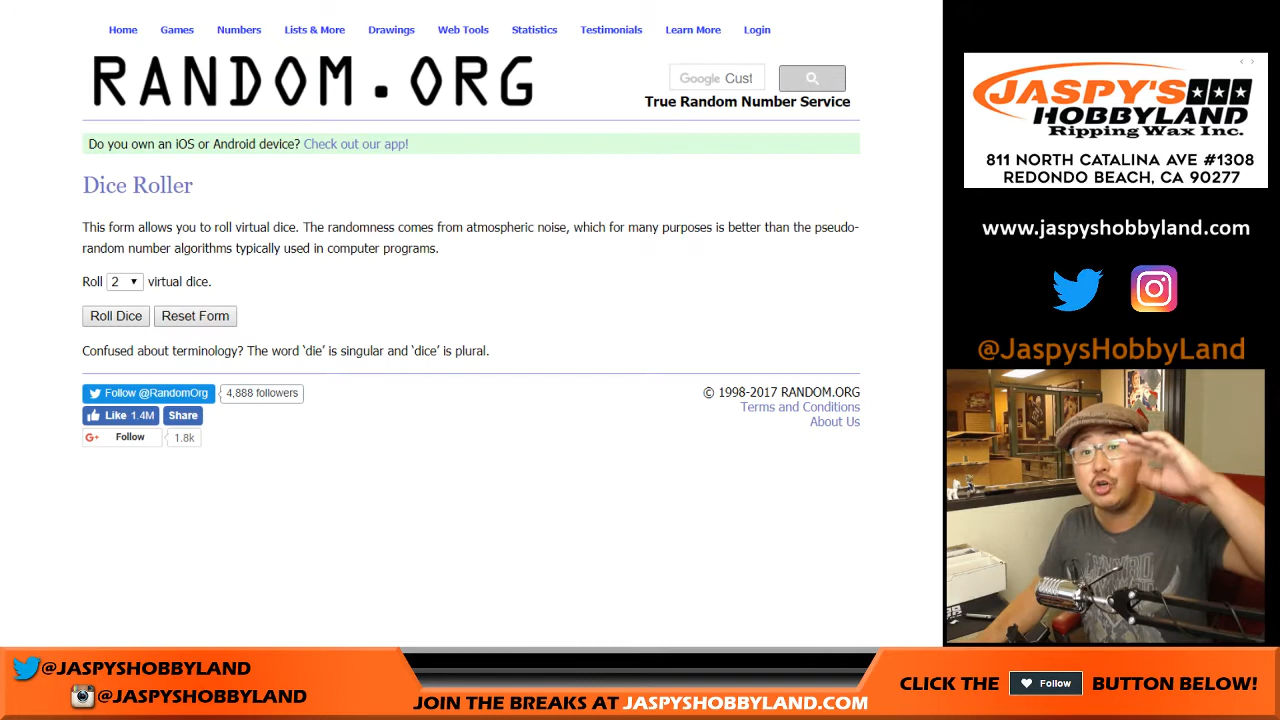 Home Games Numbers Lists & More Drawings Web Tools Statistics Testimonials Learn More Login
RANDOM.ORG
Google Cust
True Random Number Service
Do you own an iOS or Android device? Check out our app!
Dice Roller
This form allows you to roll virtual dice. The randomness comes from atmospheric noise, which for many purposes is better than the pseudo-
random number algorithms typically used in computer programs.
Roll 2 virtual dice.
Roll Dice Reset Form
Confused about terminology? The word ‘die’ is singular and ‘dice’ is plural.
Follow @RandomOrg 4,888 followers
Like 1.4M Share
G+ Follow 1.8k
© 1998-2017 RANDOM.ORG
Terms and Conditions
About Us
JASPY'S
HOBBYLAND
Ripping Wax Inc.
811 NORTH CATALINA AVE #1308
REDONDO BEACH, CA 90277
www.jaspyshobbyland.com
@JaspysHobbyLand
@JASPYSHOBBYLAND
@JASPYSHOBBYLAND
JOIN THE BREAKS AT JASPYSHOBBYLAND.COM
CLICK THE Follow BUTTON BELOW!